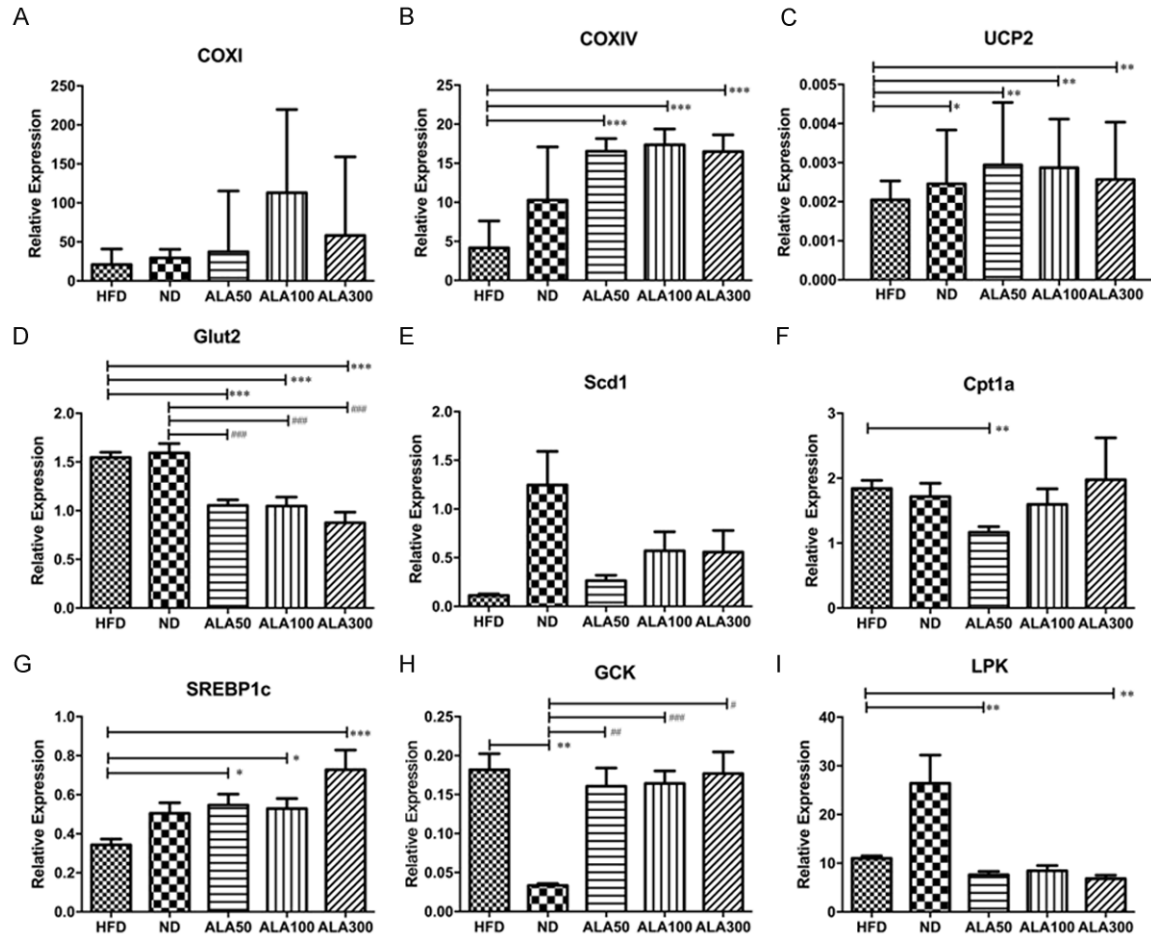 A
COXI
Relative Expression
250
200
150
100
50
0
HFD ND ALA50 ALA100 ALA300
B
COXIV
Relative Expression
25
20
15
10
5
0
***
***
***
HFD ND ALA50 ALA100 ALA300
C
UCP2
Relative Expression
0.005
0.004
0.003
0.002
0.001
0.000
**
**
**
*
HFD ND ALA50 ALA100 ALA300
D
Glut2
Relative Expression
2.0
1.5
1.0
0.5
0.0
***
***
***
###
###
###
HFD ND ALA50 ALA100 ALA300
E
Scd1
Relative Expression
2.0
1.5
1.0
0.5
0.0
HFD ND ALA50 ALA100 ALA300
F
Cpt1a
Relative Expression
3
2
1
0
**
HFD ND ALA50 ALA100 ALA300
G
SREBP1c
Relative Expression
1.0
0.8
0.6
0.4
0.2
0.0
***
*
*
HFD ND ALA50 ALA100 ALA300
H
GCK
Relative Expression
0.25
0.20
0.15
0.10
0.05
0.00
#
###
##
**
HFD ND ALA50 ALA100 ALA300
I
LPK
Relative Expression
40
30
20
10
0
**
**
HFD ND ALA50 ALA100 ALA300